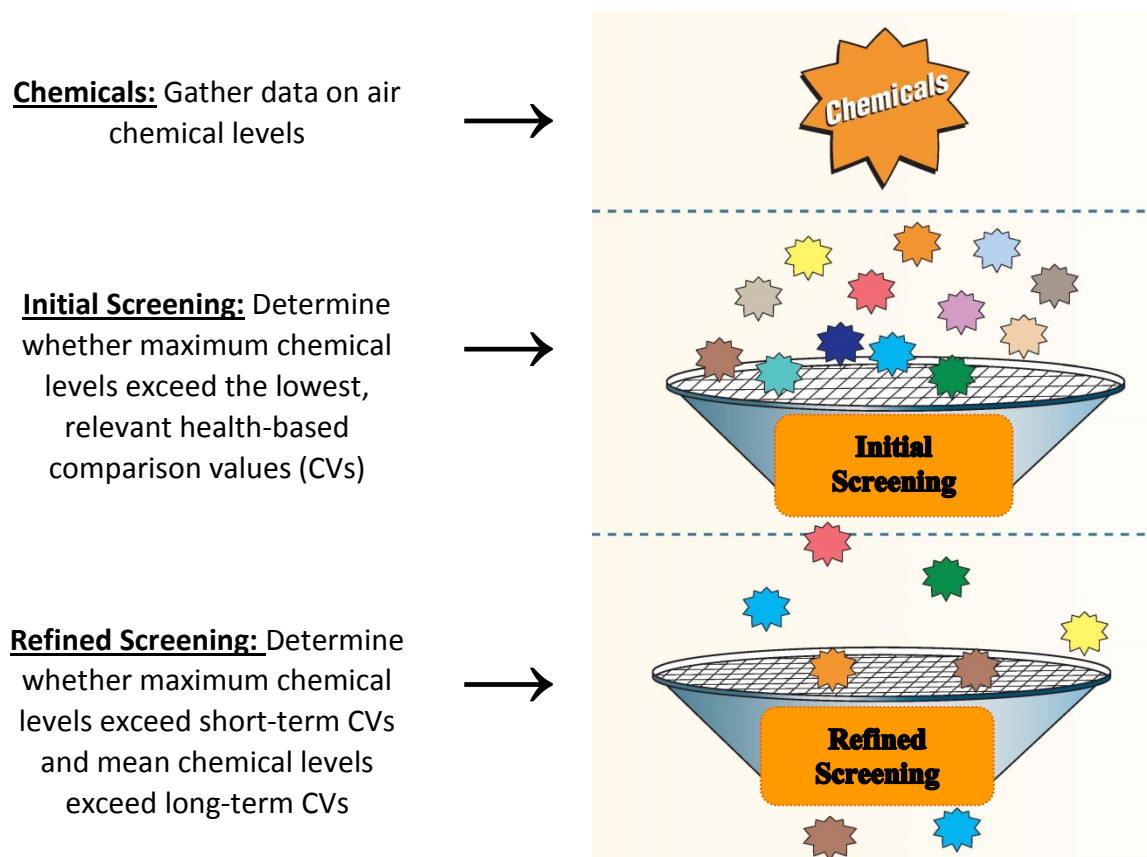 Chemicals: Gather data on air
chemical levels
Chemicals
Initial Screening: Determine
whether maximum chemical
levels exceed the lowest,
relevant health-based
comparison values (CVs)
Initial
Screening
Refined Screening: Determine
whether maximum chemical
levels exceed short-term CVs
and mean chemical levels
exceed long-term CVs
Refined
Screening